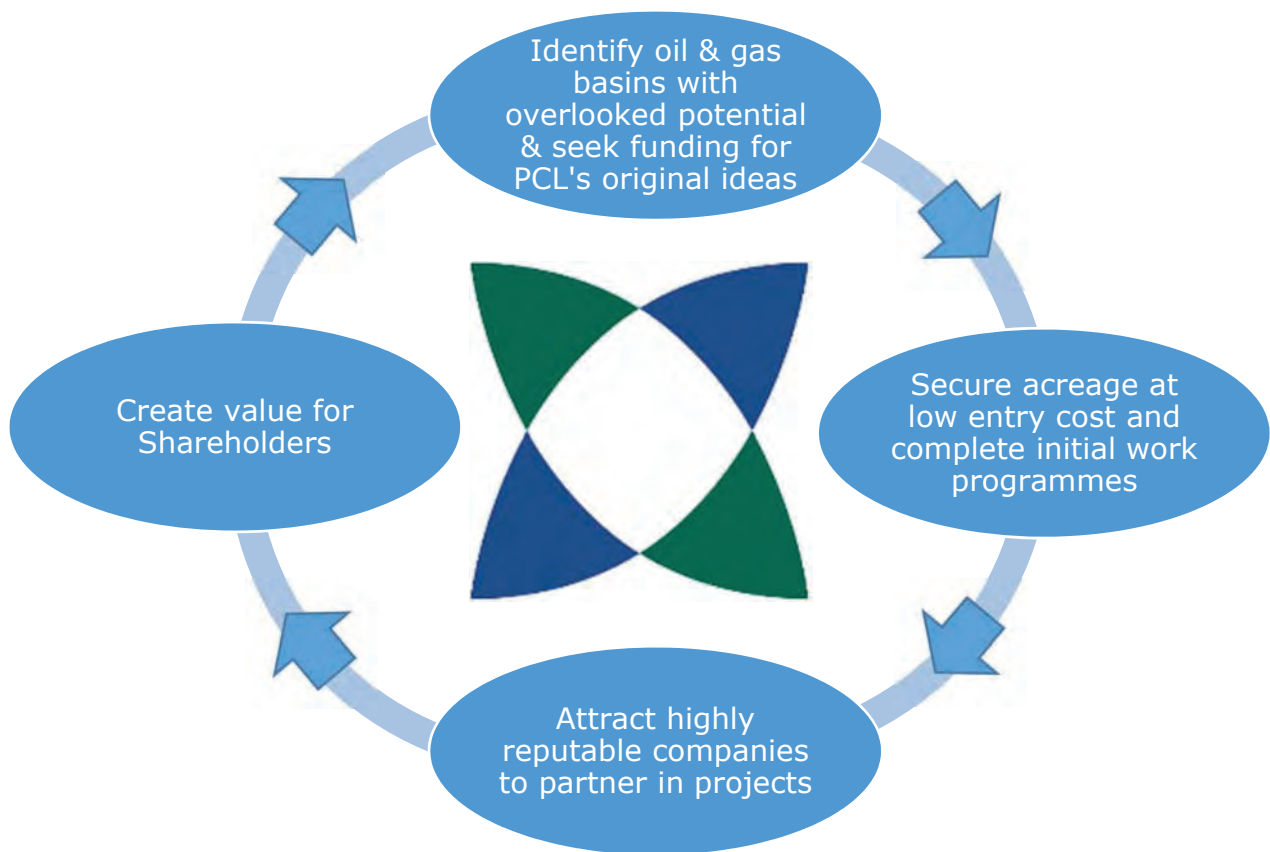 Identify oil & gas
basins with
overlooked potential
& seek funding for
PCL's original ideas
Secure acreage at
low entry cost and
complete initial work
programmes
Attract highly
reputable companies
to partner in projects
Create value for
Shareholders